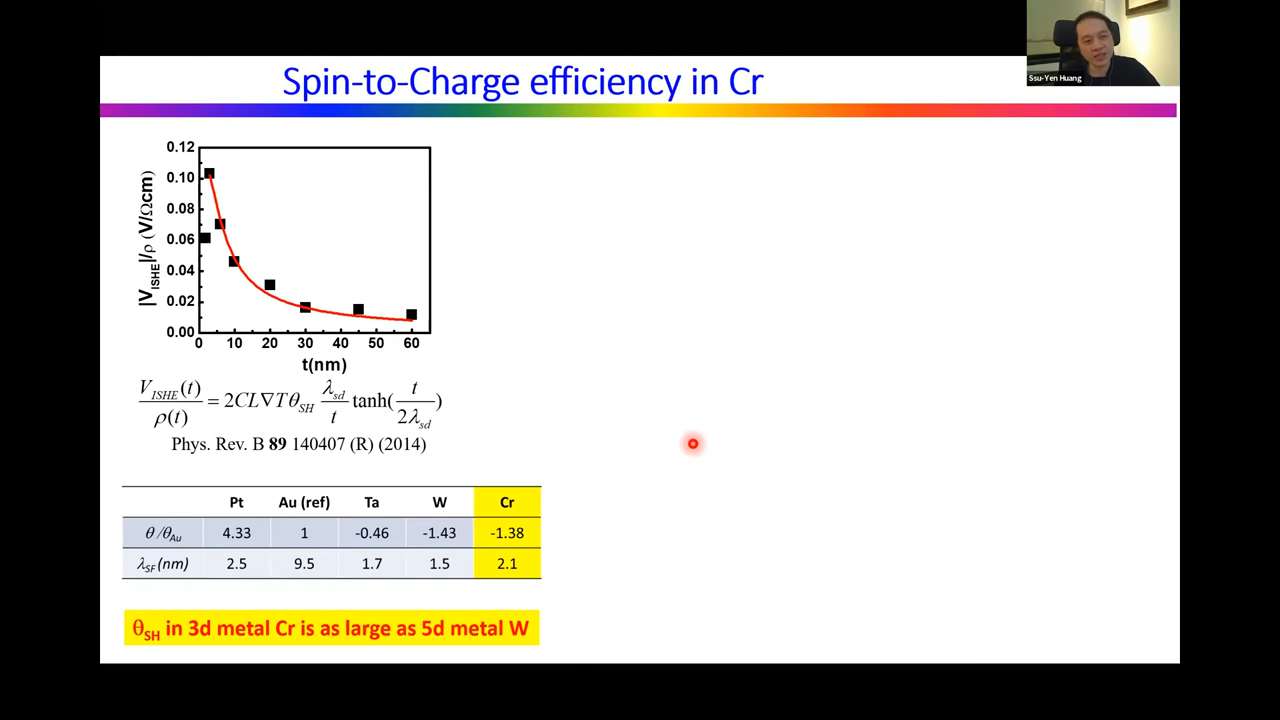 Ssu-Yen Huang
Spin-to-Charge efficiency in Cr
|V_ISHE|/ρ (V/Ωcm)
0.12
0.10
0.08
0.06
0.04
0.02
0.00
0 10 20 30 40 50 60
t(nm)
V_ISHE(t)/ρ(t) = 2CL∇Tθ_SH λ_sd/t tanh(t/2λ_sd)
Phys. Rev. B 89 140407 (R) (2014)
Pt Au (ref) Ta W Cr
θ/θ_Au 4.33 1 -0.46 -1.43 -1.38
λ_SF (nm) 2.5 9.5 1.7 1.5 2.1
θ_SH in 3d metal Cr is as large as 5d metal W